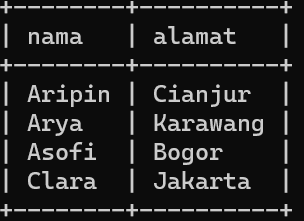 nama alamat
Aripin Cianjur
Arya Karawang
Asofi Bogor
Clara Jakarta